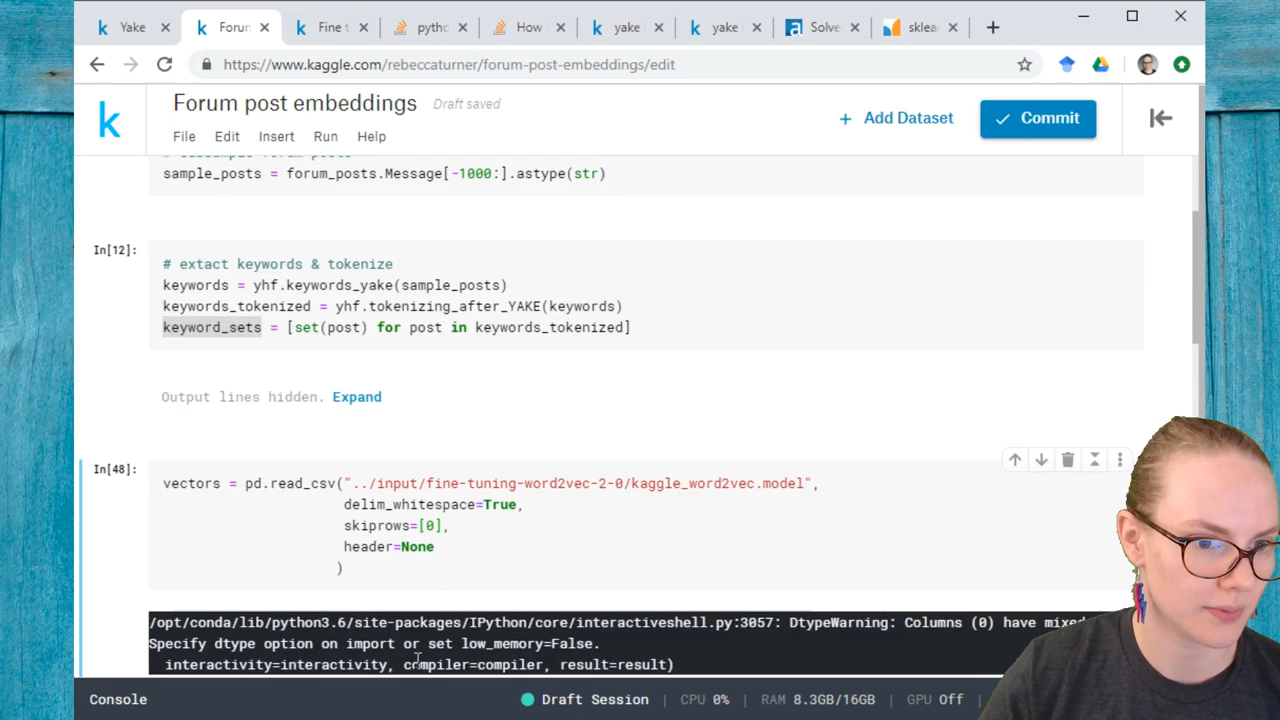 Yake
Forum
Fine t
pytho
How
yake
yake
Solve
sklea
https://www.kaggle.com/rebeccaturner/forum-post-embeddings/edit
k
Forum post embeddings
Draft saved
File Edit Insert Run Help
+ Add Dataset
Commit
sample_posts = forum_posts.Message[-1000:].astype(str)
In[12]:
# extact keywords & tokenize
keywords = yhf.keywords_yake(sample_posts)
keywords_tokenized = yhf.tokenizing_after_YAKE(keywords)
keyword_sets = [set(post) for post in keywords_tokenized]
Output lines hidden. Expand
In[48]:
vectors = pd.read_csv("../input/fine-tuning-word2vec-2-0/kaggle_word2vec.model",
delim_whitespace=True,
skiprows=[0],
header=None
)
/opt/conda/lib/python3.6/site-packages/IPython/core/interactiveshell.py:3057: DtypeWarning: Columns (0) have mixed
Specify dtype option on import or set low_memory=False.
interactivity=interactivity, compiler=compiler, result=result)
Console
Draft Session
CPU 0%
RAM 8.3GB/16GB
GPU Off